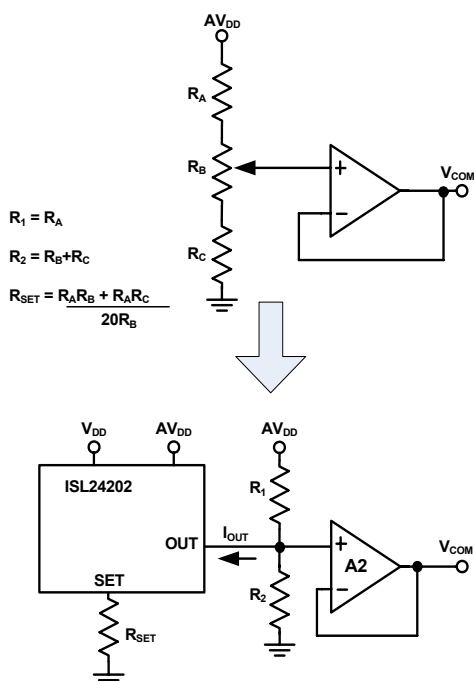 AVDD
RA
RB
RC
+
−
VCOM
R1 = RA
R2 = RB+RC
RSET = RARB + RARC
20RB
VDD
AVDD
AVDD
ISL24202
OUT
IOUT
SET
RSET
R1
R2
+
−
A2
VCOM